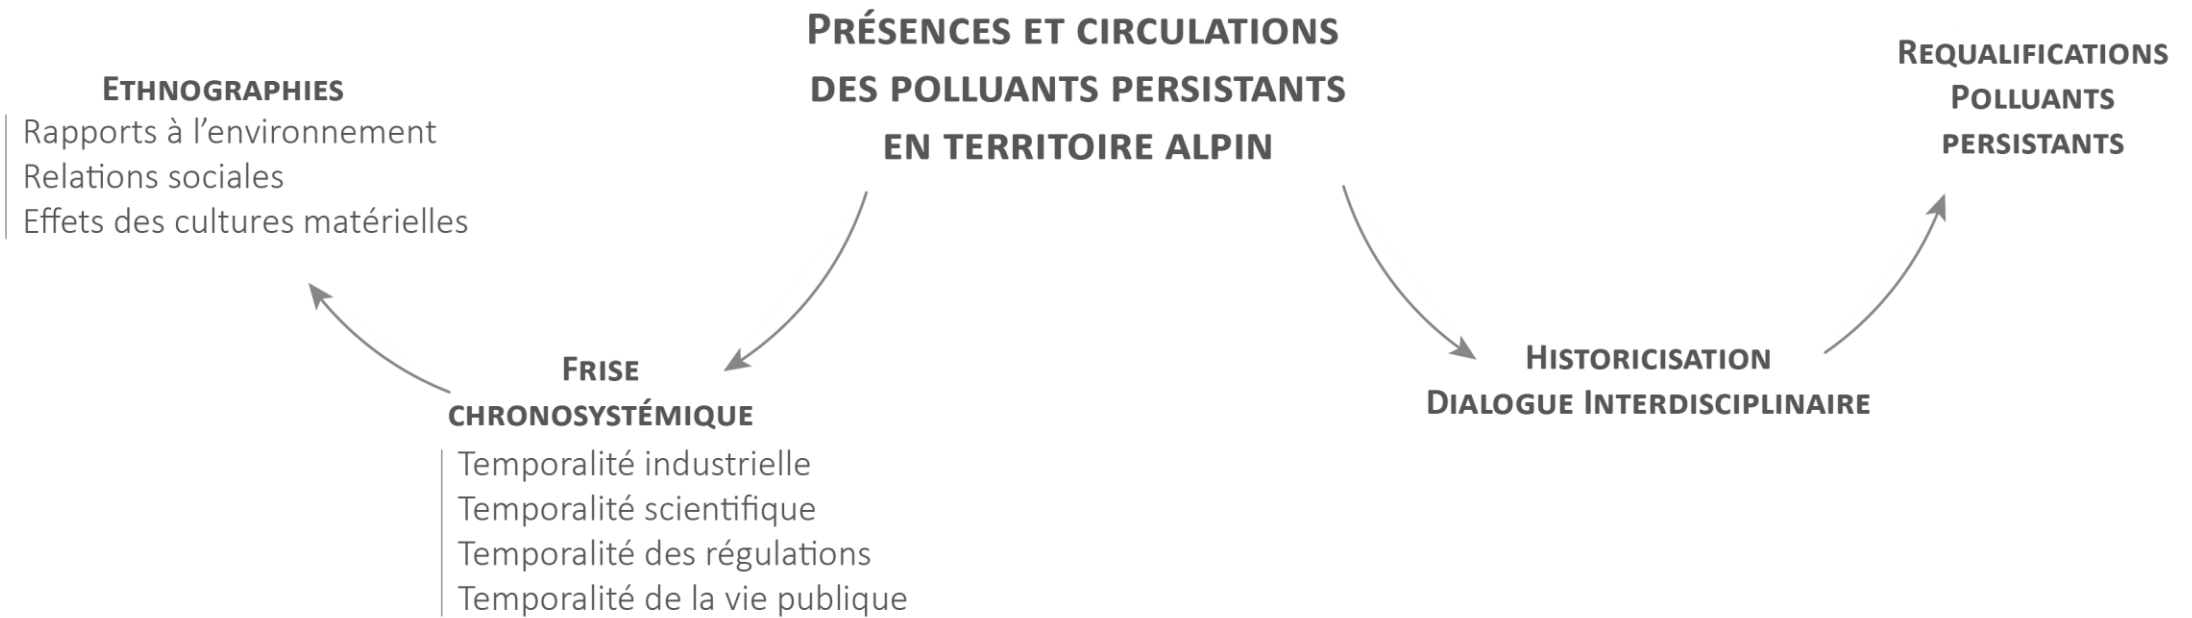 PRÉSENCES ET CIRCULATIONS
DES POLLUANTS PERSISTANTS
EN TERRITOIRE ALPIN
ETHNOGRAPHIES
Rapports à l’environnement
Relations sociales
Effets des cultures matérielles
FRISE
CHRONOSYSTÉMIQUE
Temporalité industrielle
Temporalité scientifique
Temporalité des régulations
Temporalité de la vie publique
HISTORICISATION
DIALOGUE INTERDISCIPLINAIRE
REQUALIFICATIONS
POLLUANTS
PERSISTANTS